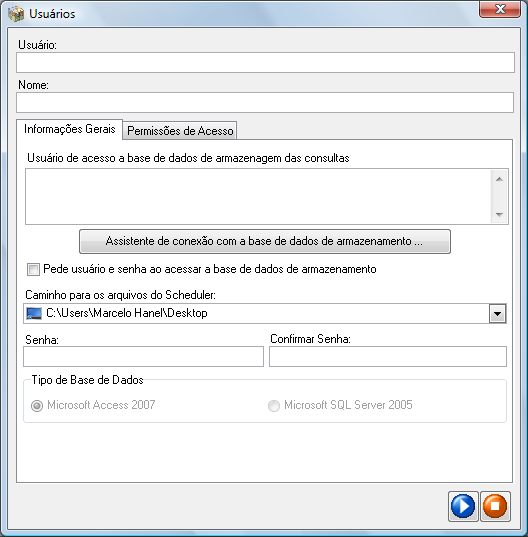 Usuários
Usuário:
Nome:
Informações Gerais
Permissões de Acesso
Usuário de acesso a base de dados de armazenagem das consultas
Assistente de conexão com a base de dados de armazenamento ...
Pede usuário e senha ao acessar a base de dados de armazenamento
Caminho para os arquivos do Scheduler:
C:\Users\Marcelo Hanel\Desktop
Senha:
Confirmar Senha:
Tipo de Base de Dados
Microsoft Access 2007
Microsoft SQL Server 2005